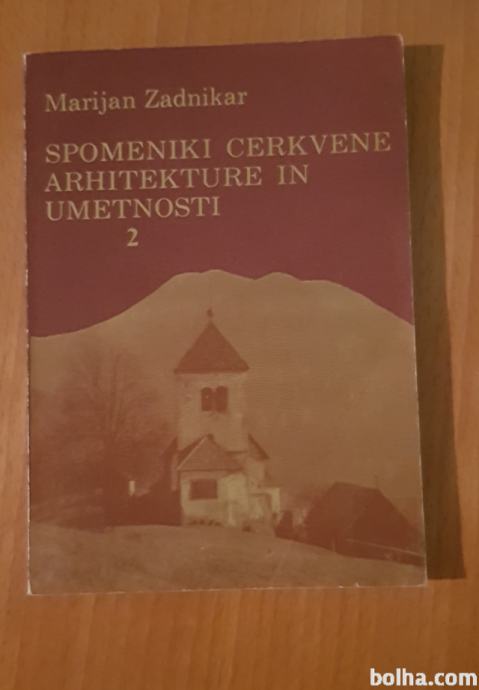 Marijan Zadnikar
SPOMENIKI CERKVENE
ARHITEKTURE IN
UMETNOSTI
2
bolha.com